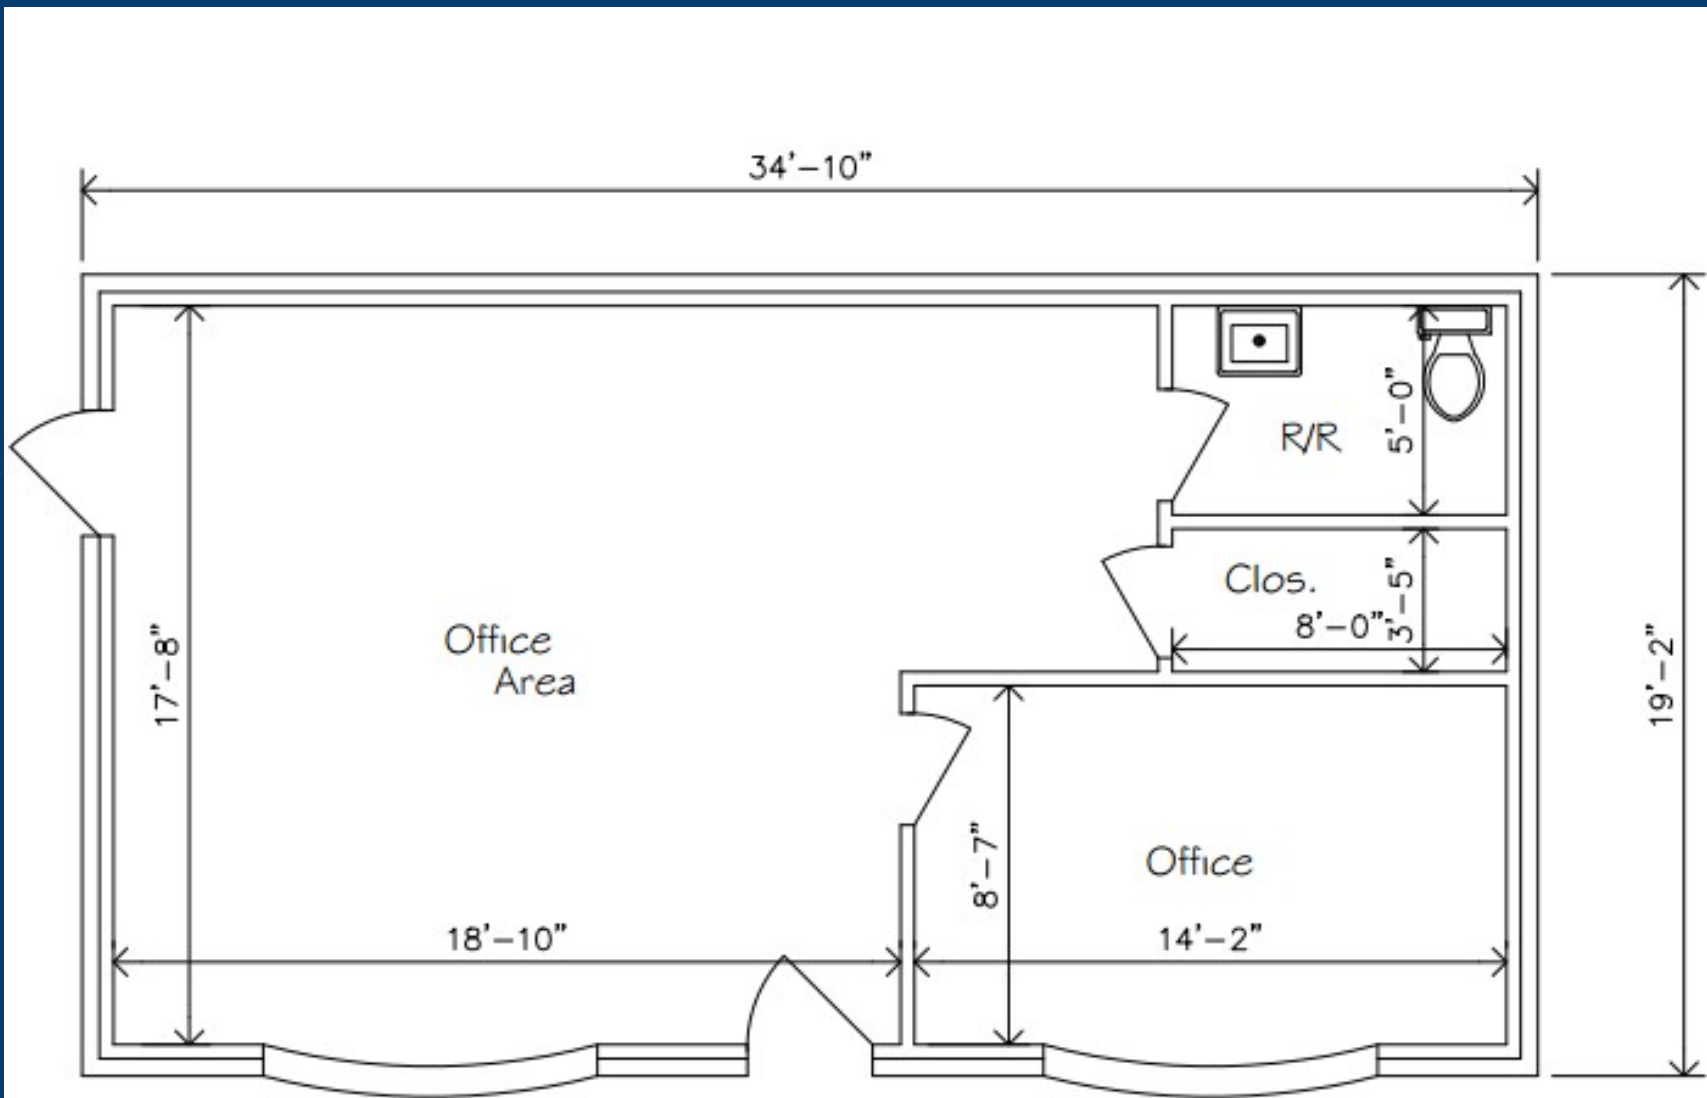 34'-10"
R/R
5'-0"
Clos.
8'-0"
3'-5"
Office
Area
17'-8"
19'-2"
8'-7"
Office
18'-10"
14'-2"